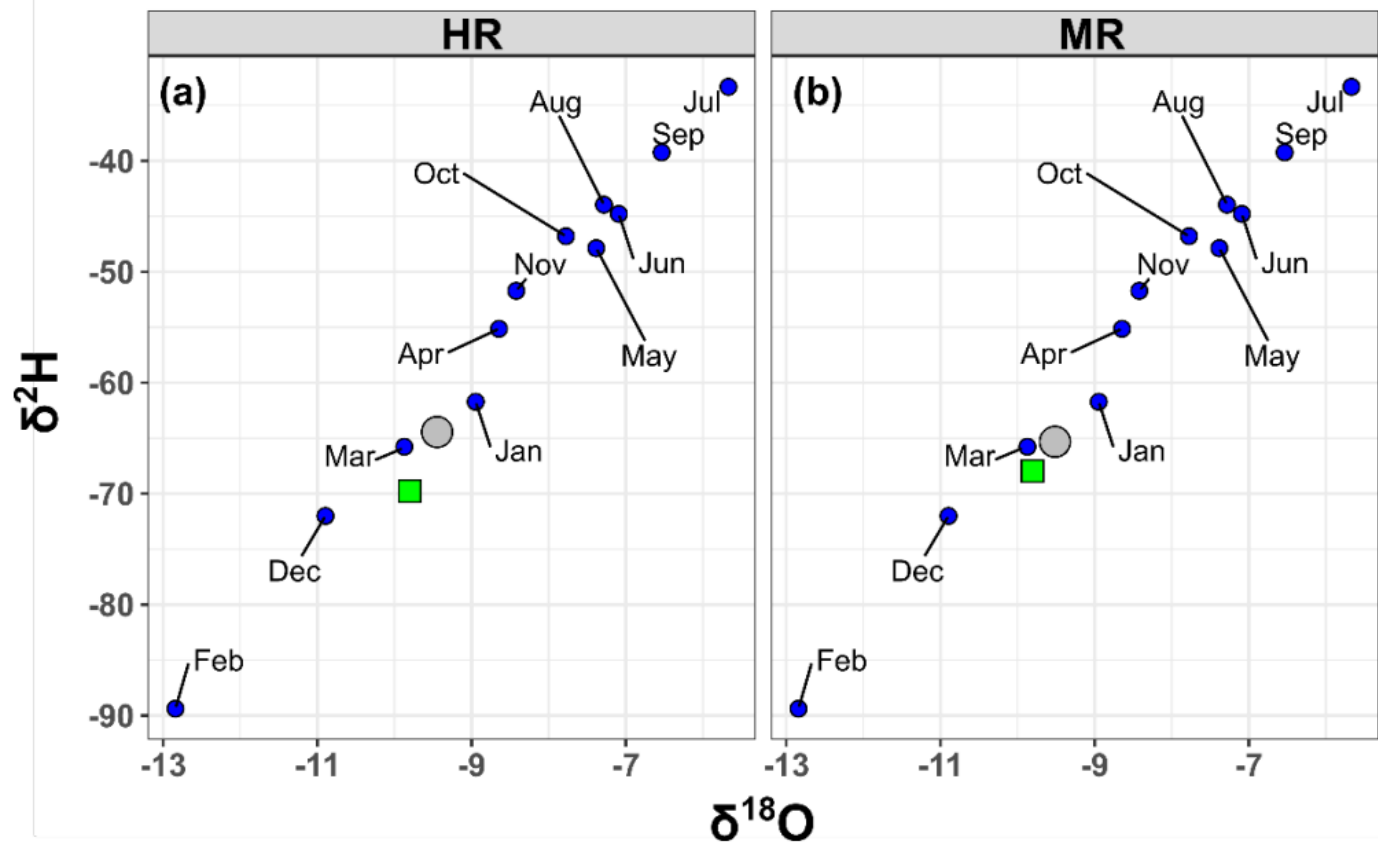 HR
MR
(a)
Jul
Aug
Sep
Oct
Jun
Nov
May
Apr
Jan
Mar
Dec
Feb
(b)
Jul
Aug
Sep
Oct
Jun
Nov
May
Apr
Jan
Mar
Dec
Feb
-40
-50
-60
-70
-80
-90
δ²H
-13
-11
-9
-7
-13
-11
-9
-7
δ¹⁸O